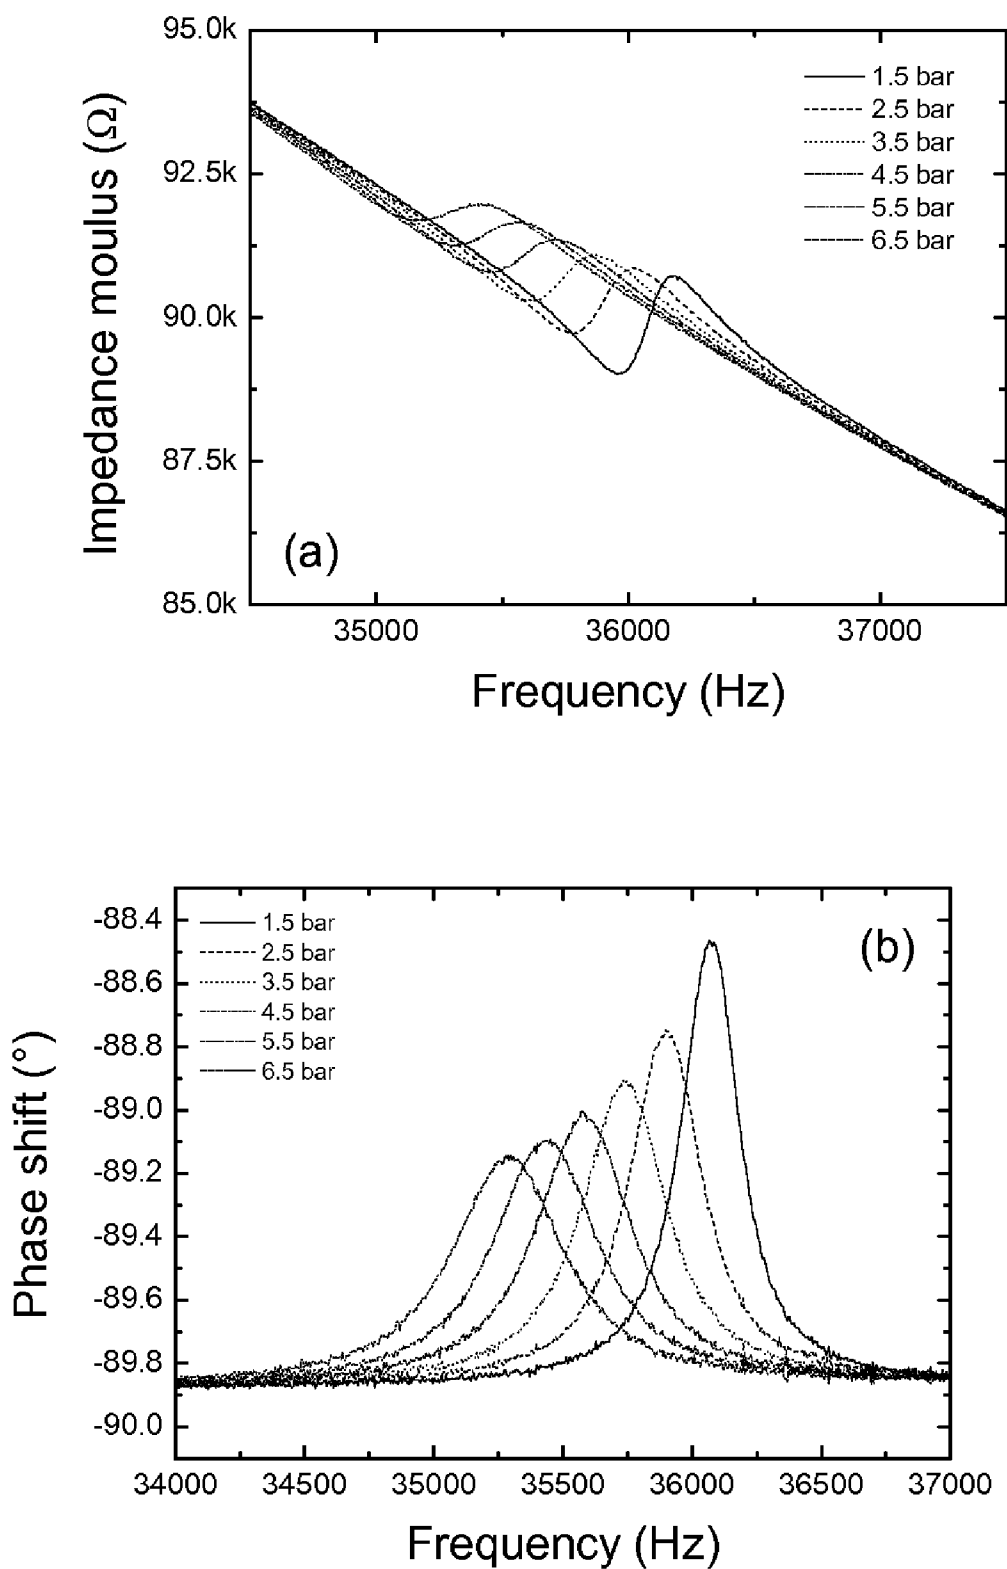 95.0k
92.5k
90.0k
87.5k
85.0k
Impedance moulus (Ω)
1.5 bar
2.5 bar
3.5 bar
4.5 bar
5.5 bar
6.5 bar
(a)
35000 36000 37000
Frequency (Hz)
-88.4
-88.6
-88.8
-89.0
-89.2
-89.4
-89.6
-89.8
-90.0
Phase shift (°)
1.5 bar
2.5 bar
3.5 bar
4.5 bar
5.5 bar
6.5 bar
(b)
34000 34500 35000 35500 36000 36500 37000
Frequency (Hz)